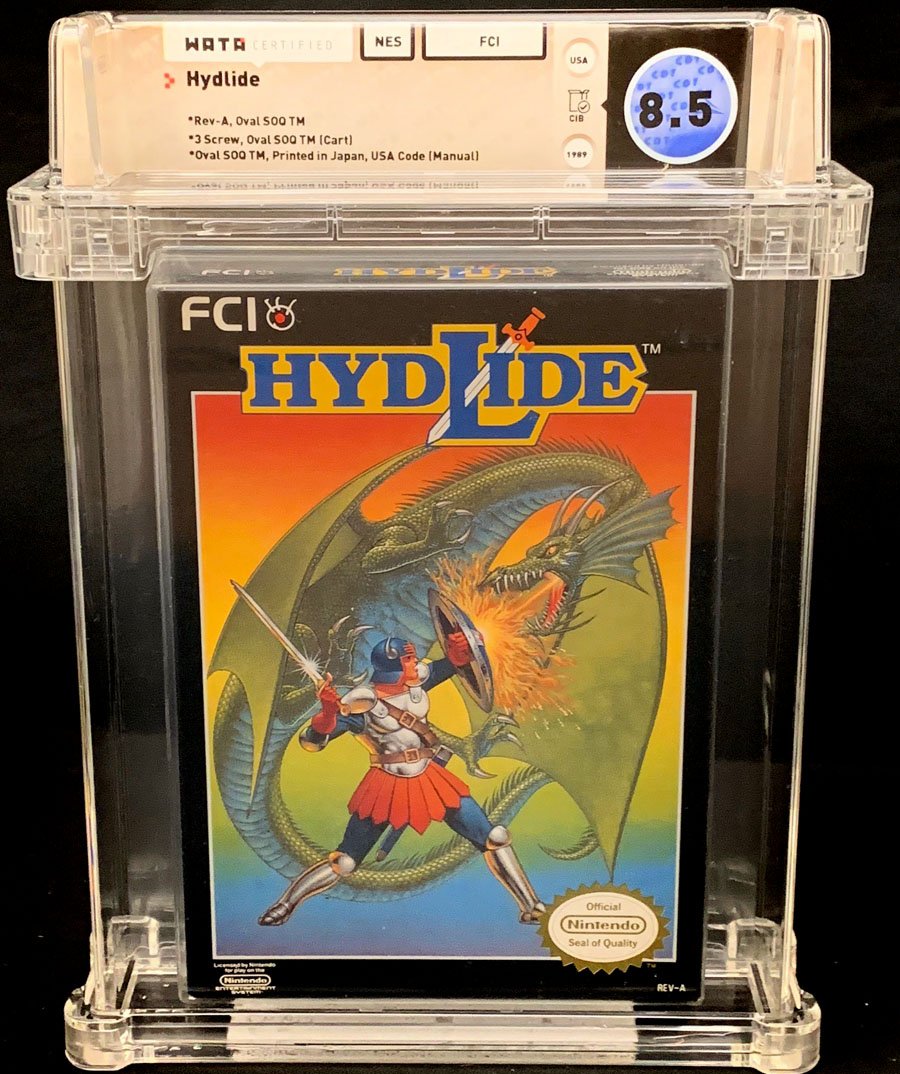 WATA CERTIFIED
NES
FCI
Hydlide
*Rev-A, Oval SOQ TM
*3 Screw, Oval SOQ TM (Cart)
*Oval SOQ TM, Printed in Japan, USA Code (Manual)
USA
CIB
1989
8.5
FCI HYDLIDE
FCI
HYDLIDE™
Official
Nintendo
Seal of Quality
TM
Licensed by Nintendo
for play on the
Nintendo
ENTERTAINMENT
SYSTEM
REV-A